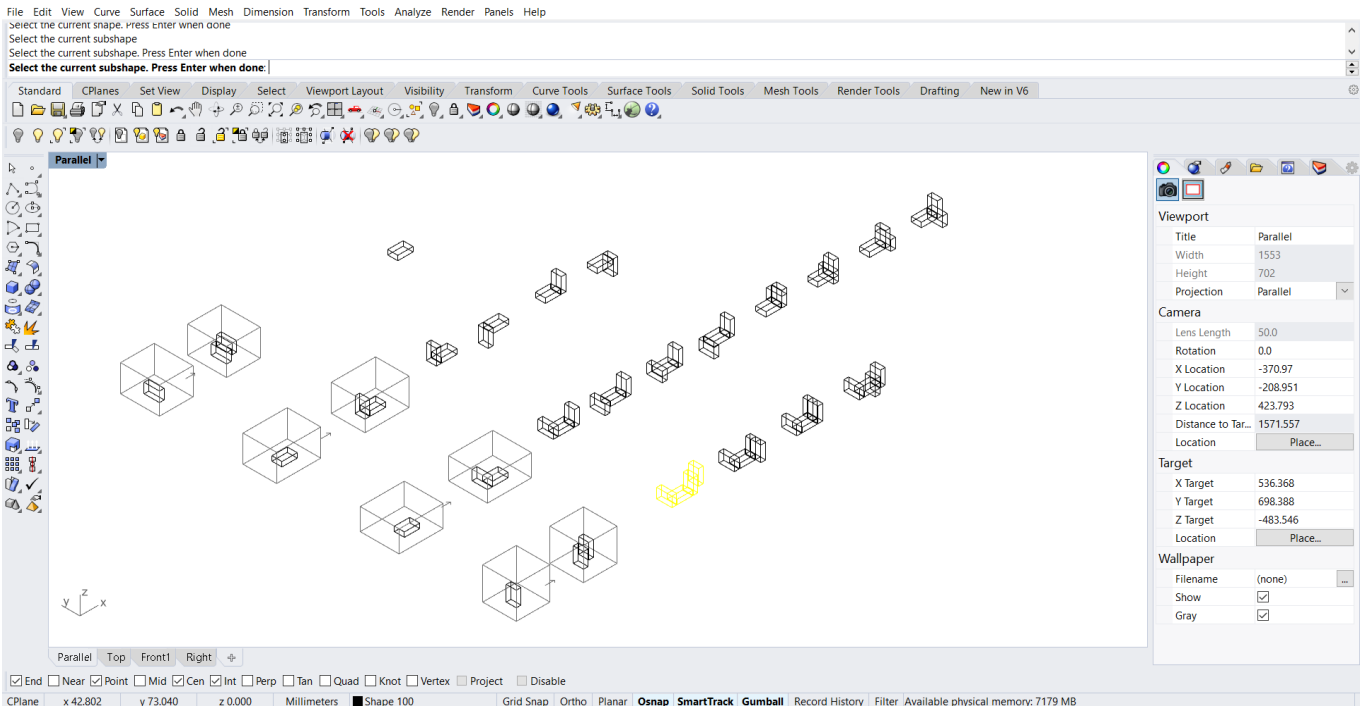 File Edit View Curve Surface Solid Mesh Dimension Transform Tools Analyze Render Panels Help
Select the current shape. Press Enter when done
Select the current subshape
Select the current subshape. Press Enter when done
Select the current subshape. Press Enter when done:
Standard CPlanes Set View Display Select Viewport Layout Visibility Transform Curve Tools Surface Tools Solid Tools Mesh Tools Render Tools Drafting New in V6
Parallel
Viewport
Title Parallel
Width 1553
Height 702
Projection Parallel
Camera
Lens Length 50.0
Rotation 0.0
X Location -370.97
Y Location -208.951
Z Location 423.793
Distance to Tar... 1571.557
Location Place...
Target
X Target 536.368
Y Target 698.388
Z Target -483.546
Location Place...
Wallpaper
Filename (none) ...
Show
Gray
z
y x
Parallel Top Front1 Right
End Near Point Mid Cen Int Perp Tan Quad Knot Vertex Project Disable
CPlane x 42.802 y 73.040 z 0.000 Millimeters Shape 100 Grid Snap Ortho Planar Osnap SmartTrack Gumball Record History Filter Available physical memory: 7179 MB